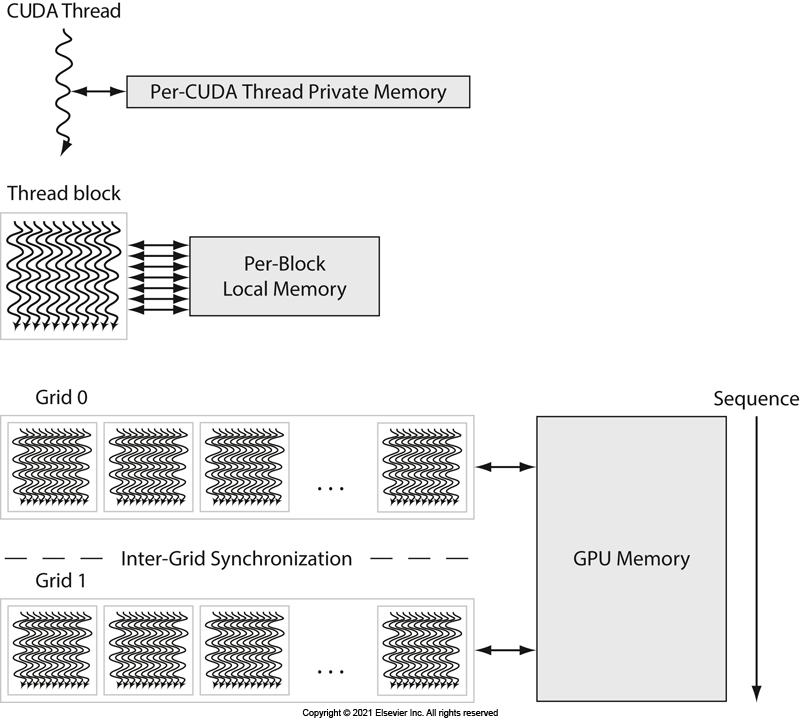 CUDA Thread
Per-CUDA Thread Private Memory
Thread block
Per-Block
Local Memory
Grid 0
Sequence
...
Inter-Grid Synchronization
GPU Memory
Grid 1
...
Copyright © 2021 Elsevier Inc. All rights reserved